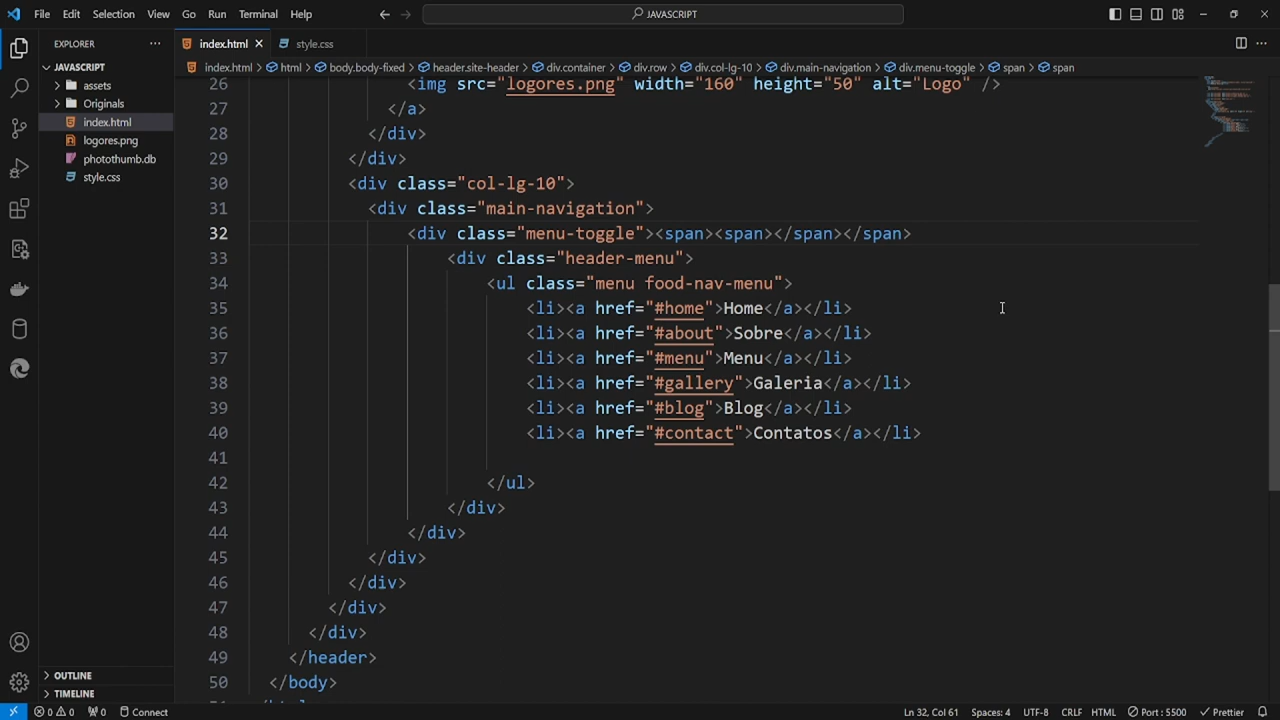 File Edit Selection View Go Run Terminal Help
JAVASCRIPT
EXPLORER
index.html
style.css
JAVASCRIPT
assets
Originals
index.html
logores.png
photothumb.db
style.css
index.html > html > body.body-fixed > header.site-header > div.container > div.row > div.col-lg-10 > div.main-navigation > div.menu-toggle > span > span
26 <img src="logores.png" width="160" height="50" alt="Logo" />
27 </a>
28 </div>
29 </div>
30 <div class="col-lg-10">
31 <div class="main-navigation">
32 <div class="menu-toggle"><span><span></span></span>
33 <div class="header-menu">
34 <ul class="menu food-nav-menu">
35 <li><a href="#home">Home</a></li>
36 <li><a href="#about">Sobre</a></li>
37 <li><a href="#menu">Menu</a></li>
38 <li><a href="#gallery">Galeria</a></li>
39 <li><a href="#blog">Blog</a></li>
40 <li><a href="#contact">Contatos</a></li>
41
42 </ul>
43 </div>
44 </div>
45 </div>
46 </div>
47 </div>
48 </div>
49 </header>
50 </body>
OUTLINE
TIMELINE
0 0 0 Connect
Ln 32, Col 61 Spaces: 4 UTF-8 CRLF HTML Port : 5500 Prettier